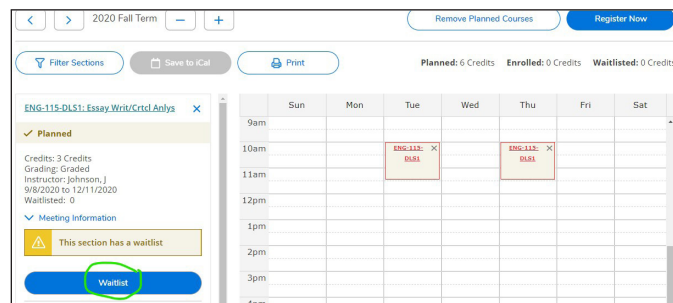 2020 Fall Term
Remove Planned Courses
Register Now
Filter Sections
Save to iCal
Print
Planned: 6 Credits Enrolled: 0 Credits Waitlisted: 0 Credits
ENG-115-DLS1: Essay Writ/Crtcl Anlys
Planned
Credits: 3 Credits
Grading: Graded
Instructor: Johnson, J
9/8/2020 to 12/11/2020
Waitlisted: 0
Meeting Information
This section has a waitlist
Waitlist
Sun Mon Tue Wed Thu Fri Sat
9am
10am
ENG-115- ENG-115-
DLS1 DLS1
11am
12pm
1pm
2pm
3pm
4pm